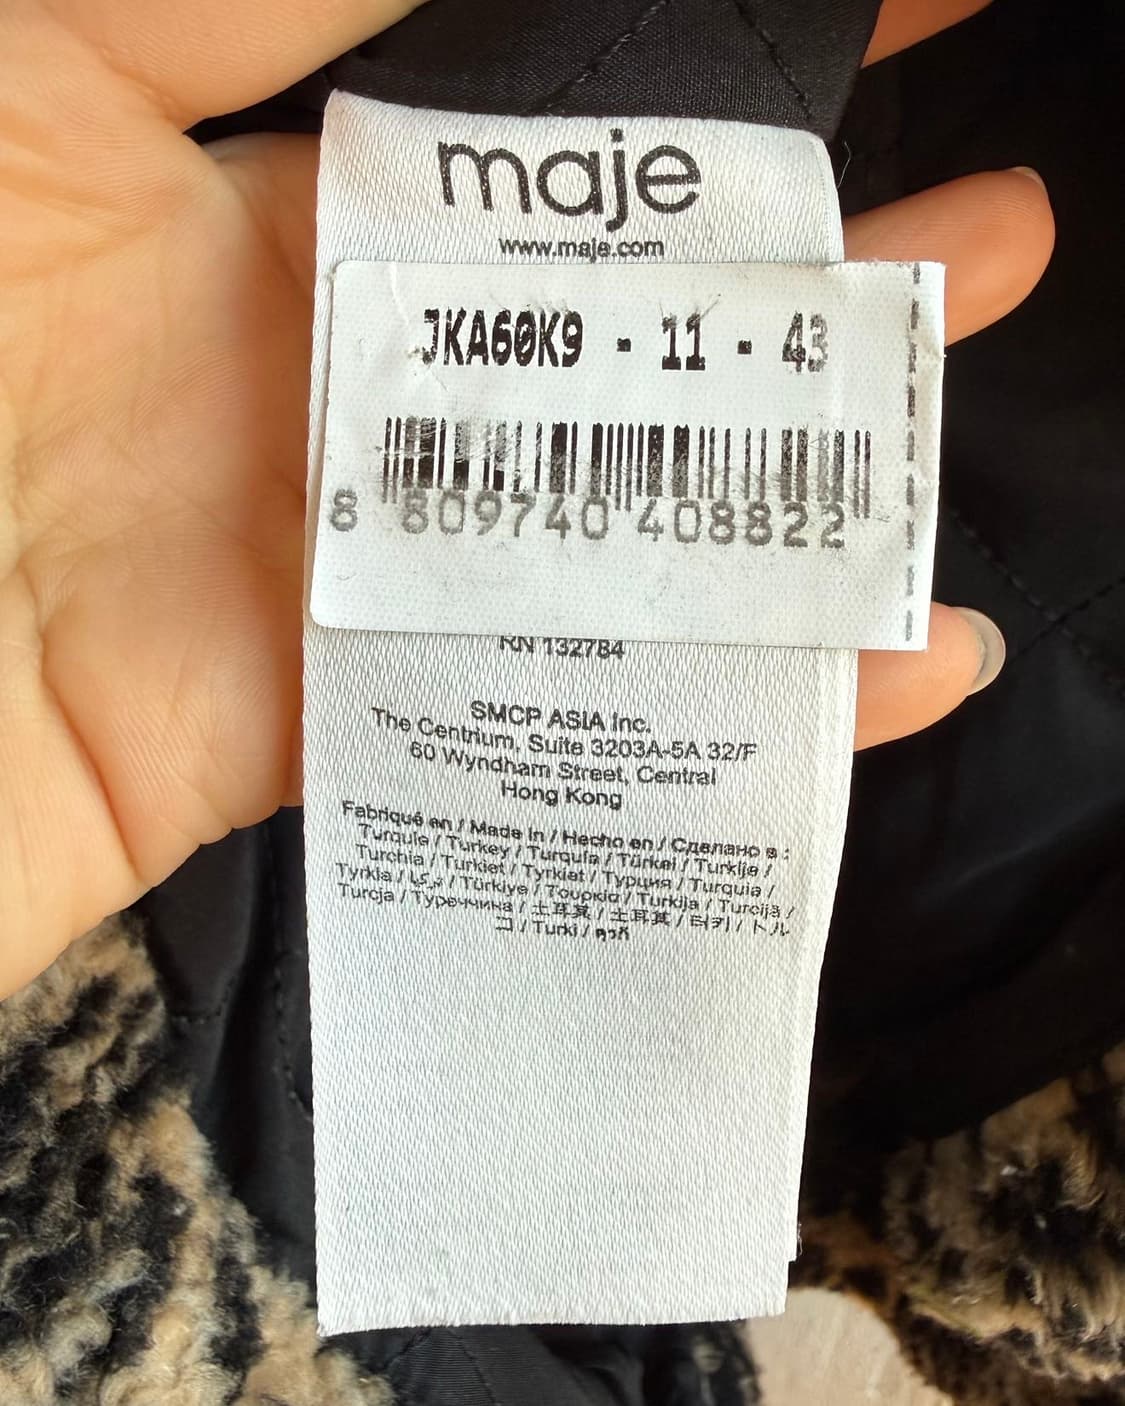 maje
www.maje.com
JKA60K9 - 11 - 43
8 809740 408822
RN 132784
SMCP ASIA Inc.
The Centrium, Suite 3203A-5A 32/F
60 Wyndham Street, Central
Hong Kong
Fabriqué en / Made in / Hecho en / Сделано в :
Turquie / Turkey / Turquía / Türkei / Turkije /
Turchia / Turkiet / Tyrkiet / Турция / Turquia /
Tyrkia / تركيا / Türkiye / Τουρκία / Turkija / Turcija /
Turcja / Туреччина / 土耳其 / 土耳其 / 터키 / トル
コ / Turki / ตุรกี